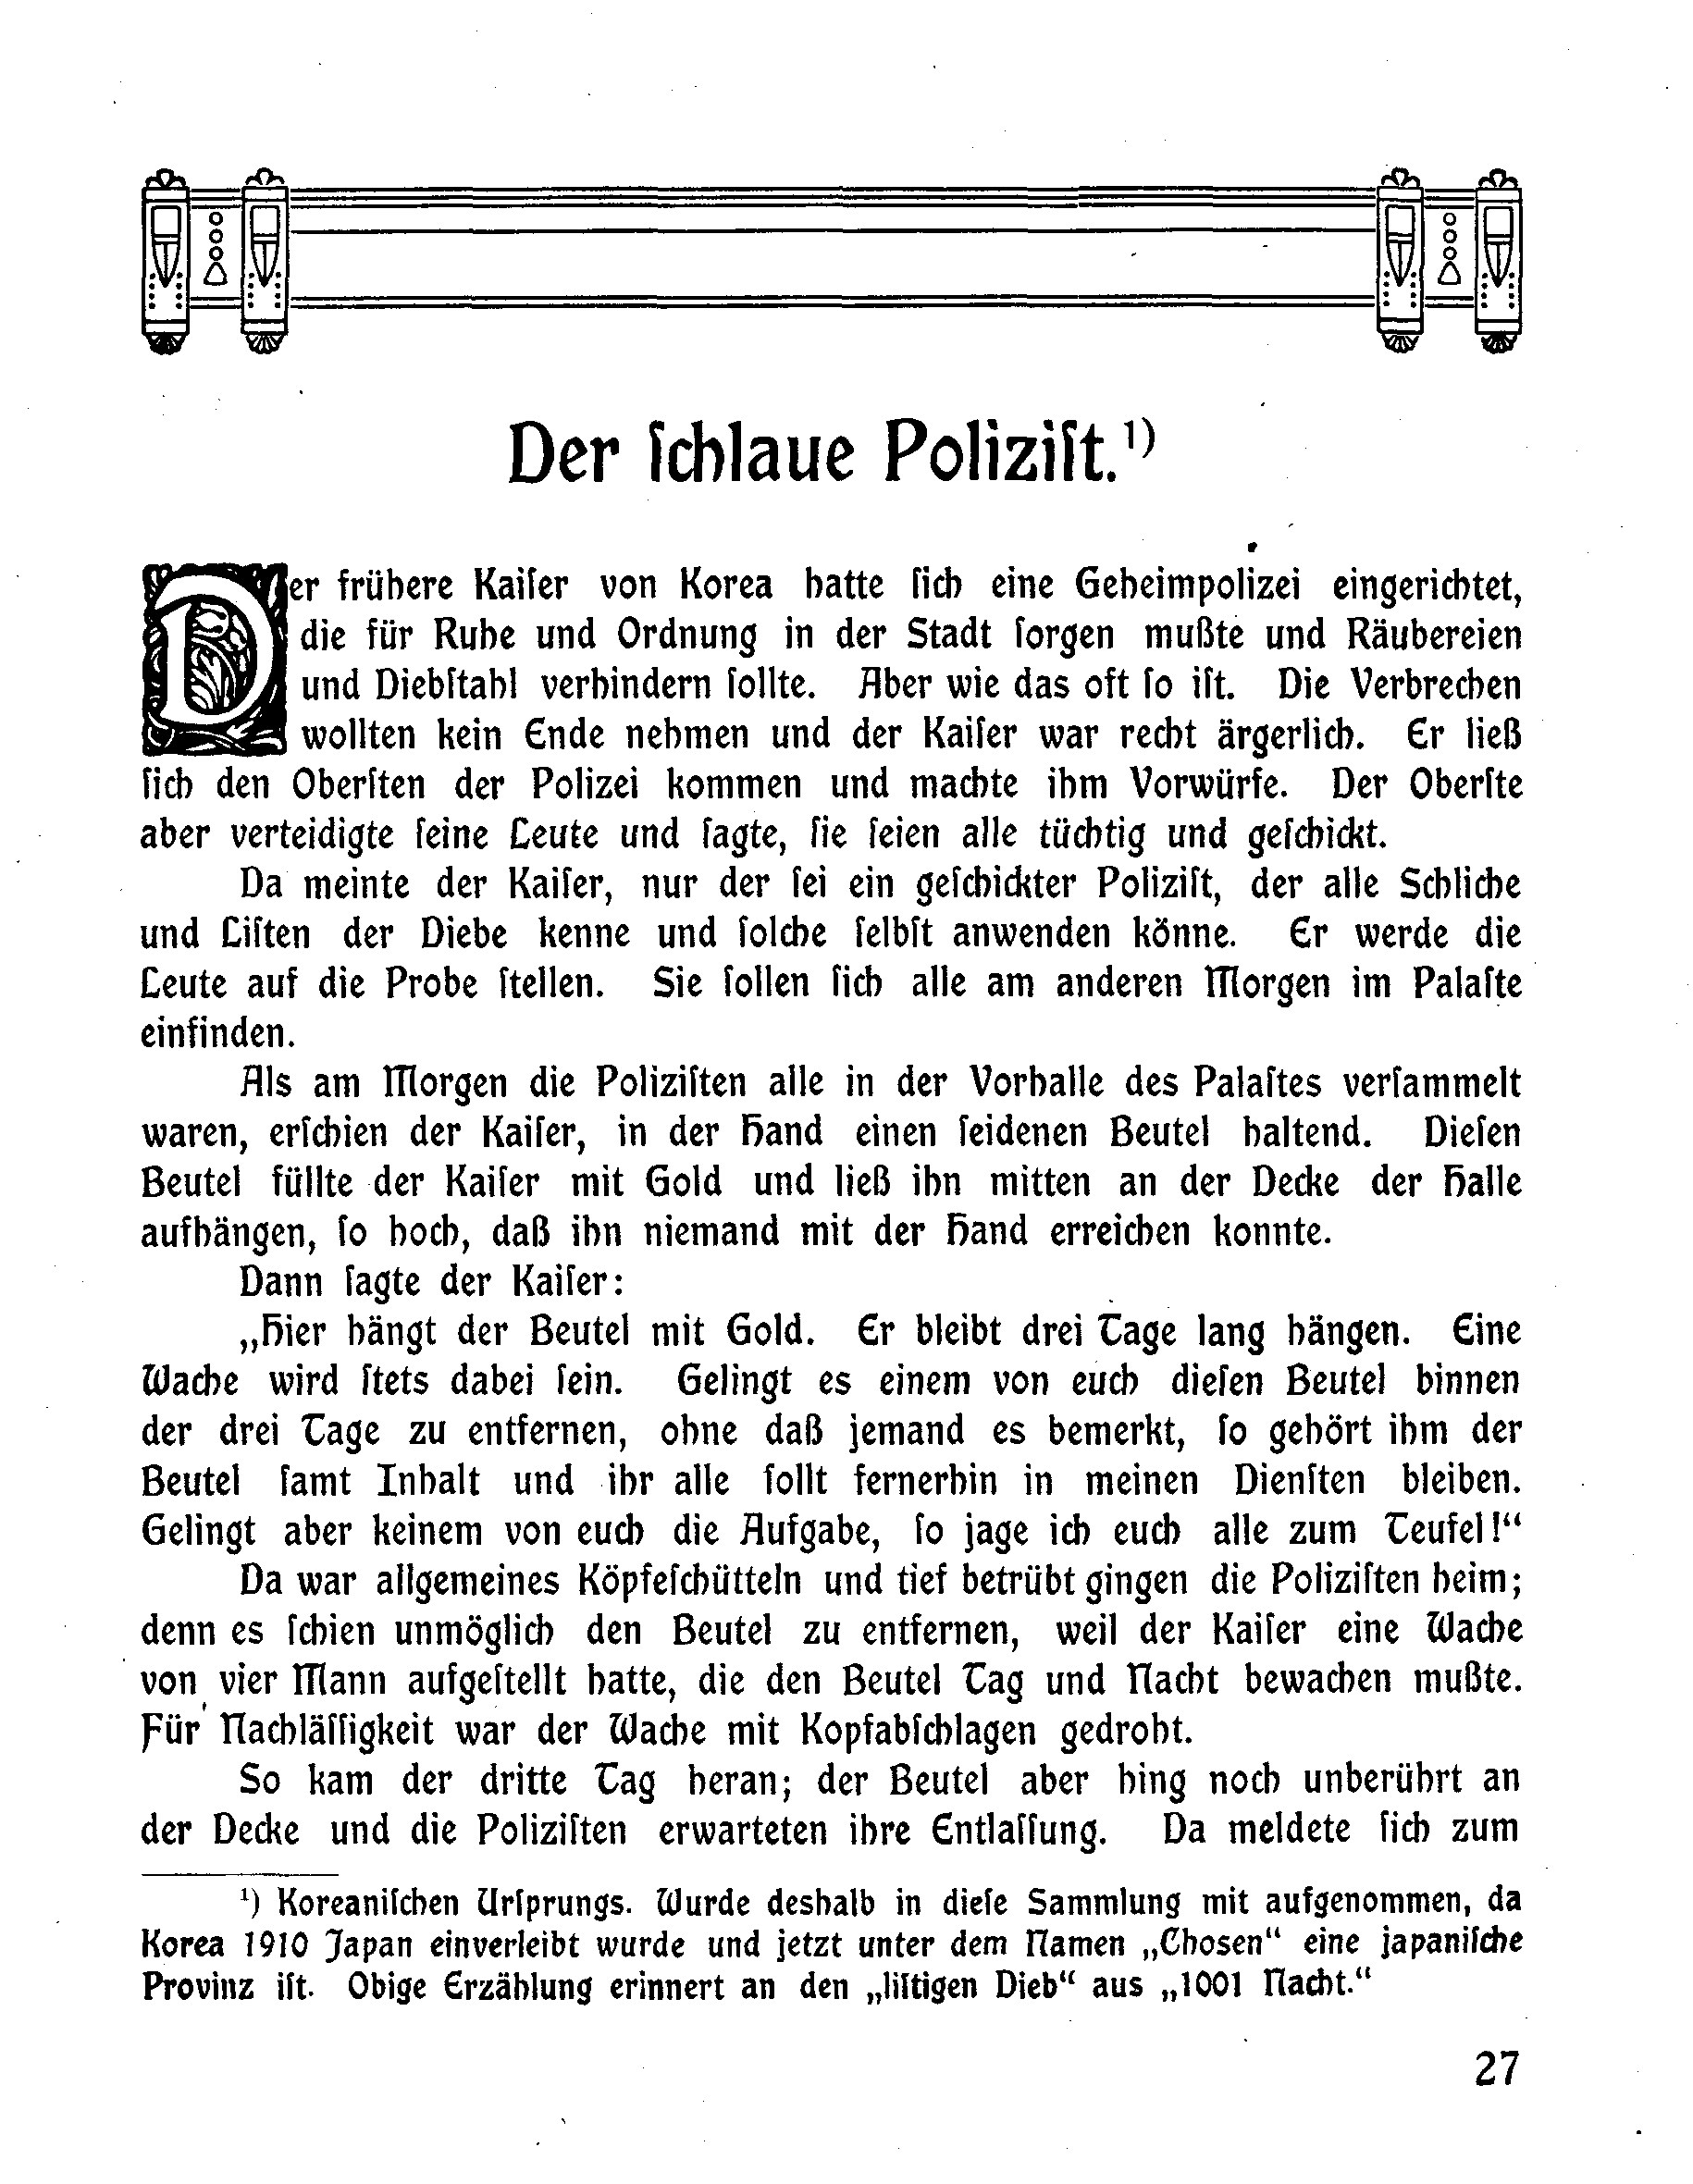 Der ſchlaue Poliziſt.¹)
Der frühere Kaiſer von Korea hatte ſich eine Geheimpolizei eingerichtet,
die für Ruhe und Ordnung in der Stadt ſorgen mußte und Räubereien
und Diebſtahl verhindern ſollte. Aber wie das oft ſo iſt. Die Verbrechen
wollten kein Ende nehmen und der Kaiſer war recht ärgerlich. Er ließ
ſich den Oberſten der Polizei kommen und machte ihm Vorwürfe. Der Oberſte
aber verteidigte ſeine Leute und ſagte, ſie ſeien alle tüchtig und geſchickt.
Da meinte der Kaiſer, nur der ſei ein geſchickter Poliziſt, der alle Schliche
und Liſten der Diebe kenne und ſolche ſelbſt anwenden könne. Er werde die
Leute auf die Probe ſtellen. Sie ſollen ſich alle am anderen Morgen im Palaſte
einfinden.
Als am Morgen die Poliziſten alle in der Vorhalle des Palaſtes verſammelt
waren, erſchien der Kaiſer, in der Hand einen ſeidenen Beutel haltend. Dieſen
Beutel füllte der Kaiſer mit Gold und ließ ihn mitten an der Decke der Halle
aufhängen, ſo hoch, daß ihn niemand mit der Hand erreichen konnte.
Dann ſagte der Kaiſer:
„Hier hängt der Beutel mit Gold. Er bleibt drei Tage lang hängen. Eine
Wache wird ſtets dabei ſein. Gelingt es einem von euch dieſen Beutel binnen
der drei Tage zu entfernen, ohne daß jemand es bemerkt, ſo gehört ihm der
Beutel ſamt Inhalt und ihr alle ſollt fernerhin in meinen Dienſten bleiben.
Gelingt aber keinem von euch die Aufgabe, ſo jage ich euch alle zum Teufel!“
Da war allgemeines Köpfeſchütteln und tief betrübt gingen die Poliziſten heim;
denn es ſchien unmöglich den Beutel zu entfernen, weil der Kaiſer eine Wache
von vier Mann aufgeſtellt hatte, die den Beutel Tag und Nacht bewachen mußte.
Für Nachläſſigkeit war der Wache mit Kopfabſchlagen gedroht.
So kam der dritte Tag heran; der Beutel aber hing noch unberührt an
der Decke und die Poliziſten erwarteten ihre Entlaſſung. Da meldete ſich zum
¹) Koreaniſchen Urſprungs. Wurde deshalb in dieſe Sammlung mit aufgenommen, da
Korea 1910 Japan einverleibt wurde und jetzt unter dem Namen „Chosen“ eine japaniſche
Provinz iſt. Obige Erzählung erinnert an den „liſtigen Dieb“ aus „1001 Nacht.“
27